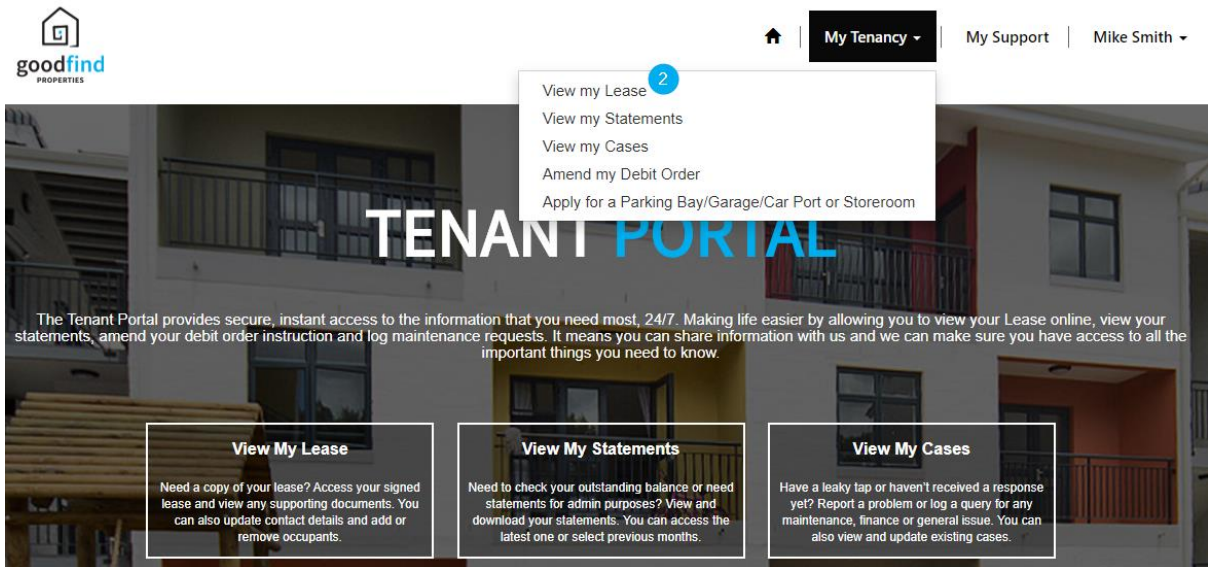 goodfind
PROPERTIES
My Tenancy
My Support
Mike Smith
View my Lease 2
View my Statements
View my Cases
Amend my Debit Order
Apply for a Parking Bay/Garage/Car Port or Storeroom
TENANT PORTAL
The Tenant Portal provides secure, instant access to the information that you need most, 24/7. Making life easier by allowing you to view your Lease online, view your
statements, amend your debit order instruction and log maintenance requests. It means you can share information with us and we can make sure you have access to all the
important things you need to know.
View My Lease
Need a copy of your lease? Access your signed
lease and view any supporting documents. You
can also update contact details and add or
remove occupants.
View My Statements
Need to check your outstanding balance or need
statements for admin purposes? View and
download your statements. You can access the
latest one or select previous months.
View My Cases
Have a leaky tap or haven't received a response
yet? Report a problem or log a query for any
maintenance, finance or general issue. You can
also view and update existing cases.